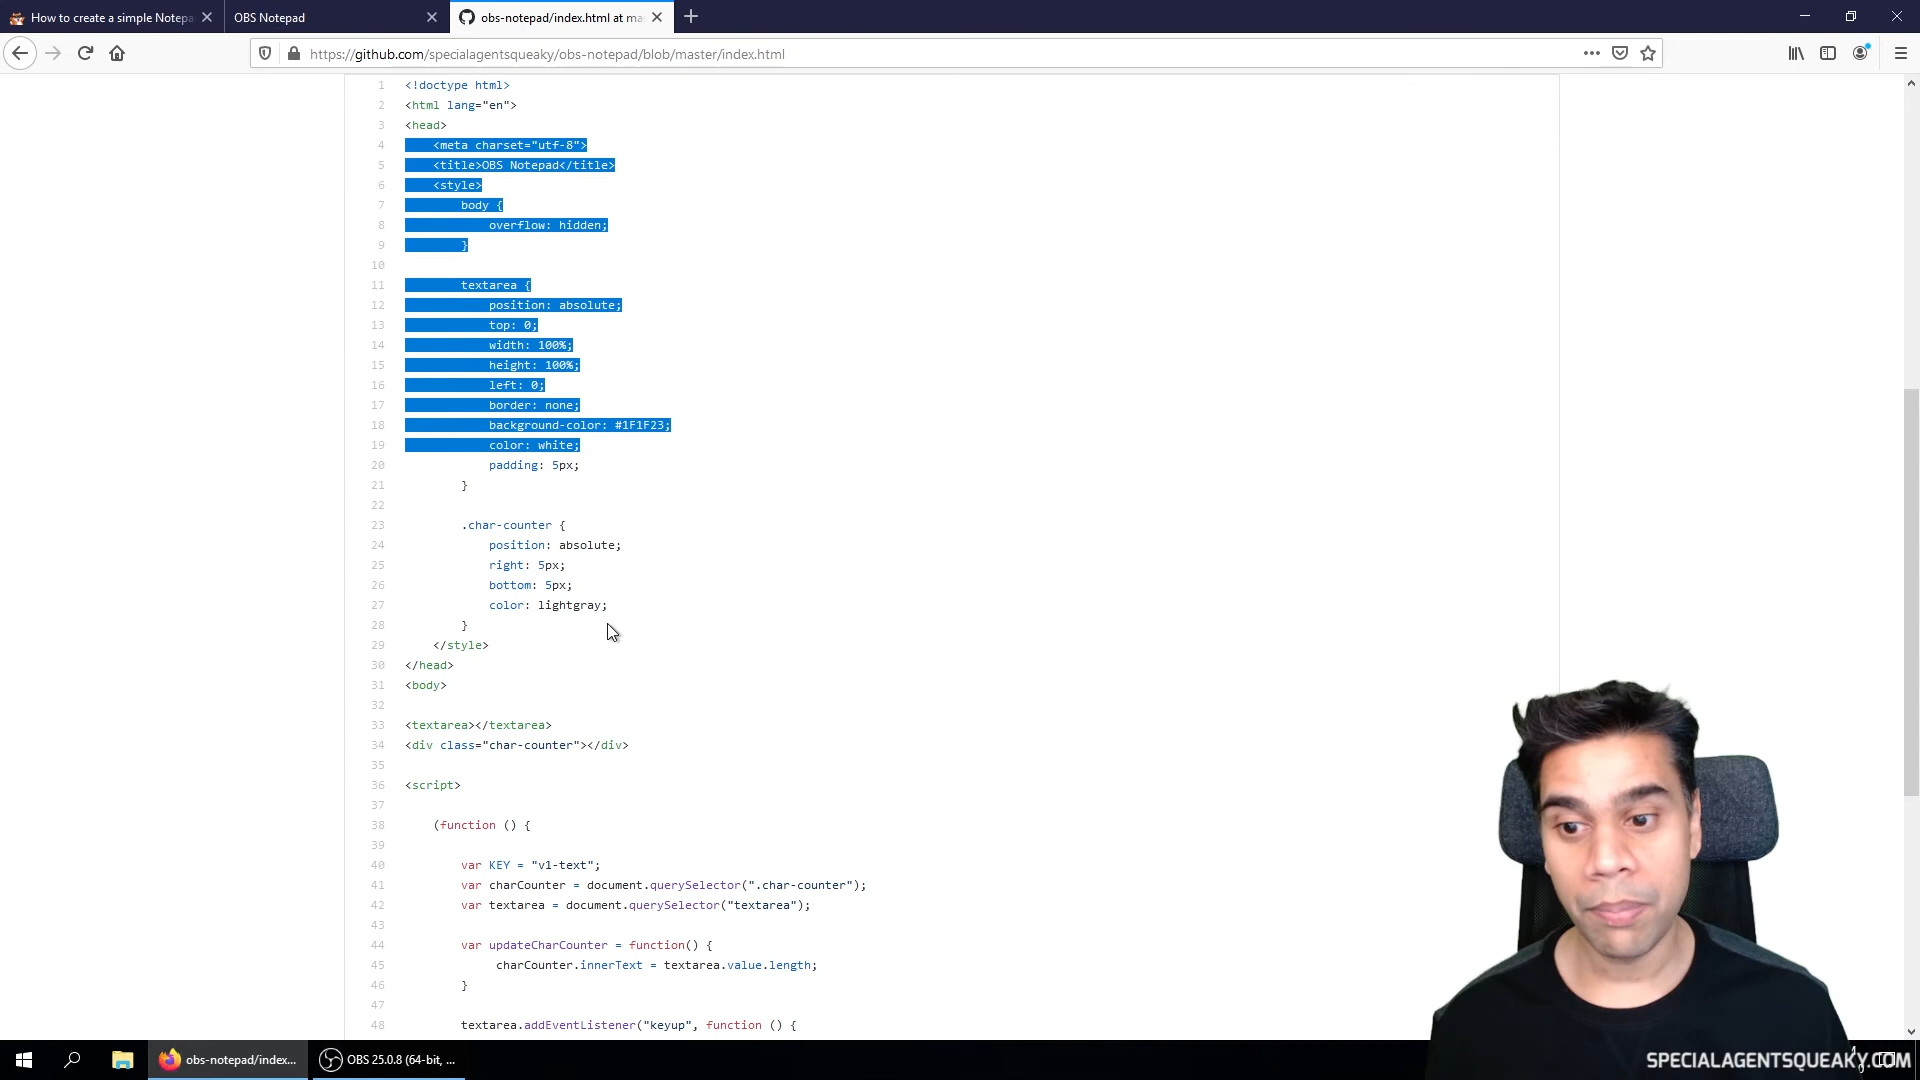 How to create a simple Notepa
OBS Notepad
obs-notepad/index.html at ma
https://github.com/specialagentsqueaky/obs-notepad/blob/master/index.html
1 <!doctype html>
2 <html lang="en">
3 <head>
4 <meta charset="utf-8">
5 <title>OBS Notepad</title>
6 <style>
7 body {
8 overflow: hidden;
9 }
10
11 textarea {
12 position: absolute;
13 top: 0;
14 width: 100%;
15 height: 100%;
16 left: 0;
17 border: none;
18 background-color: #1F1F23;
19 color: white;
20 padding: 5px;
21 }
22
23 .char-counter {
24 position: absolute;
25 right: 5px;
26 bottom: 5px;
27 color: lightgray;
28 }
29 </style>
30 </head>
31 <body>
32
33 <textarea></textarea>
34 <div class="char-counter"></div>
35
36 <script>
37
38 (function () {
39
40 var KEY = "v1-text";
41 var charCounter = document.querySelector(".char-counter");
42 var textarea = document.querySelector("textarea");
43
44 var updateCharCounter = function() {
45 charCounter.innerText = textarea.value.length;
46 }
47
48 textarea.addEventListener("keyup", function () {
obs-notepad/index...
OBS 25.0.8 (64-bit, ...
SPECIALAGENTSQUEAKY.COM